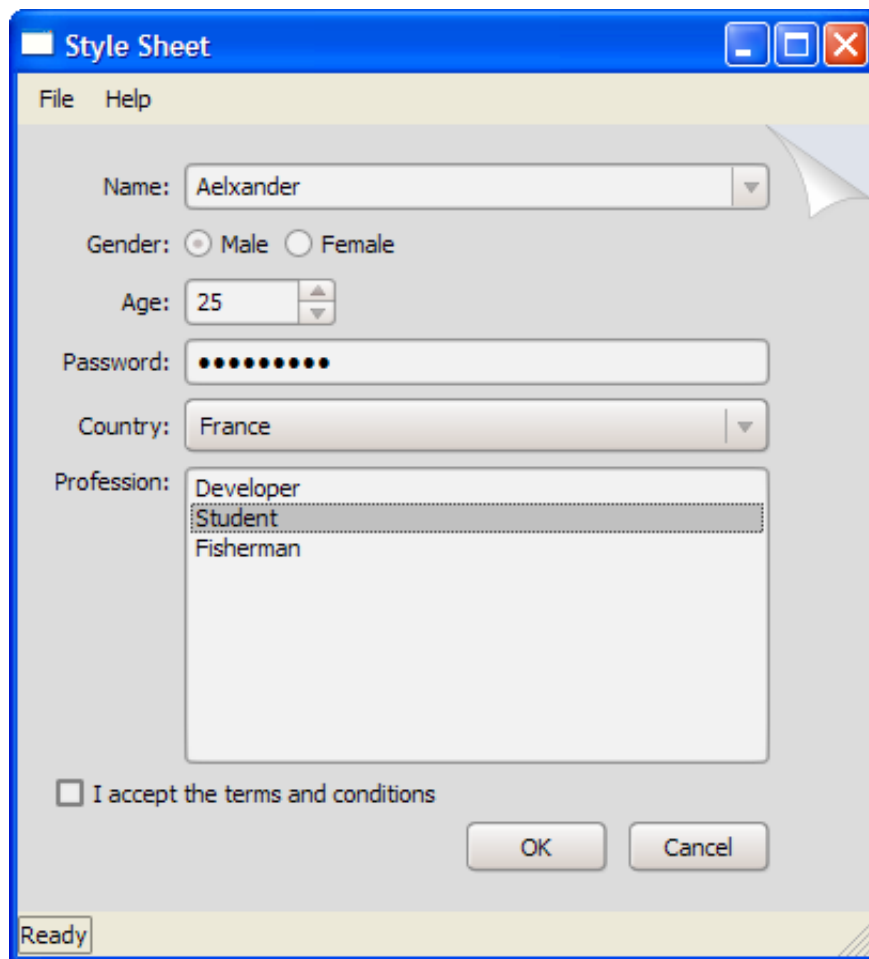 Style Sheet
File Help
Name: Aelxander
Gender: Male Female
Age: 25
Password: •••••••••
Country: France
Profession: Developer
Student
Fisherman
I accept the terms and conditions
OK Cancel
Ready